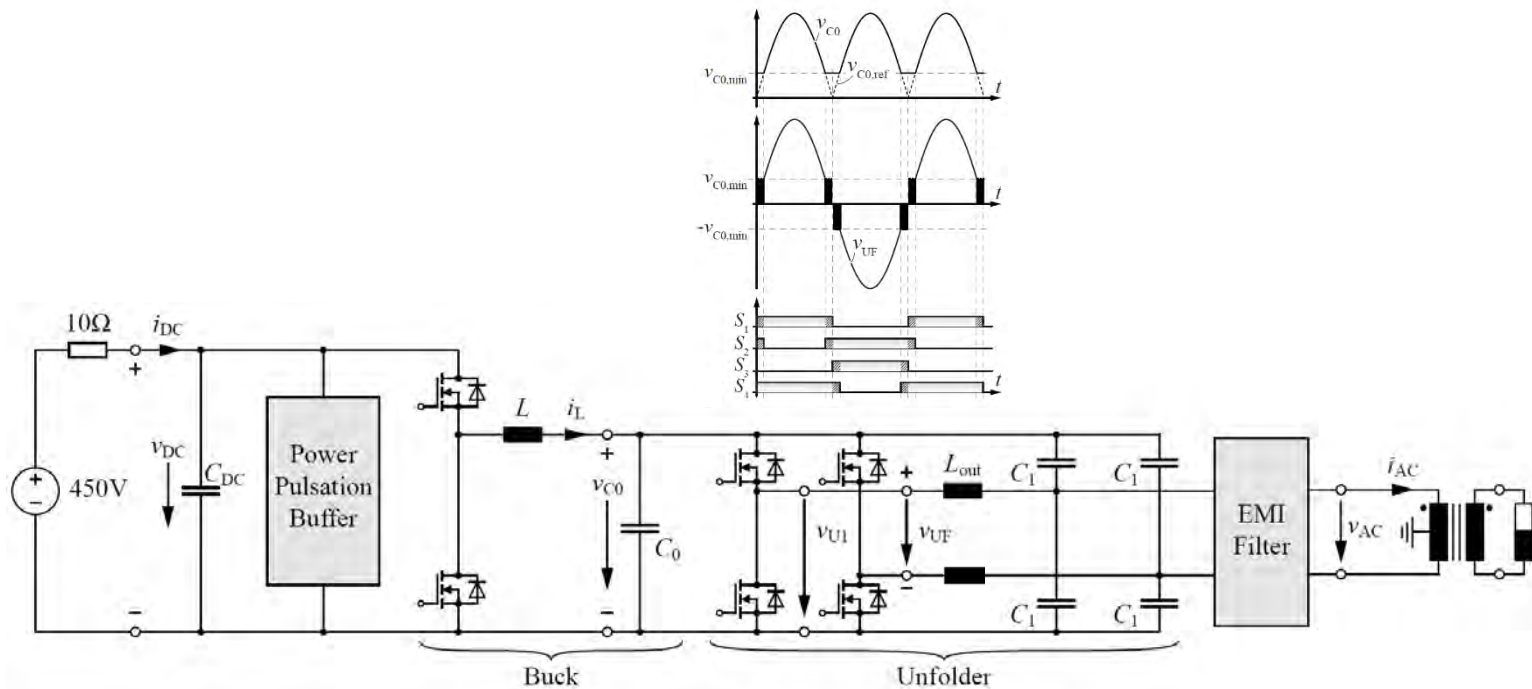 v_C0
v_C0,min
v_C0,ref
t
v_C0,min
t
-v_C0,min
v_UF
S_1
S_2
S_3
S_4
t
10Ω
i_DC
+
+
−
450V
v_DC
C_DC
Power
Pulsation
Buffer
−
L
i_L
+
v_C0
−
C_0
v_U1
+
v_UF
−
L_out
C_1
C_1
C_1
C_1
EMI
Filter
i_AC
v_AC
Buck
Unfolder